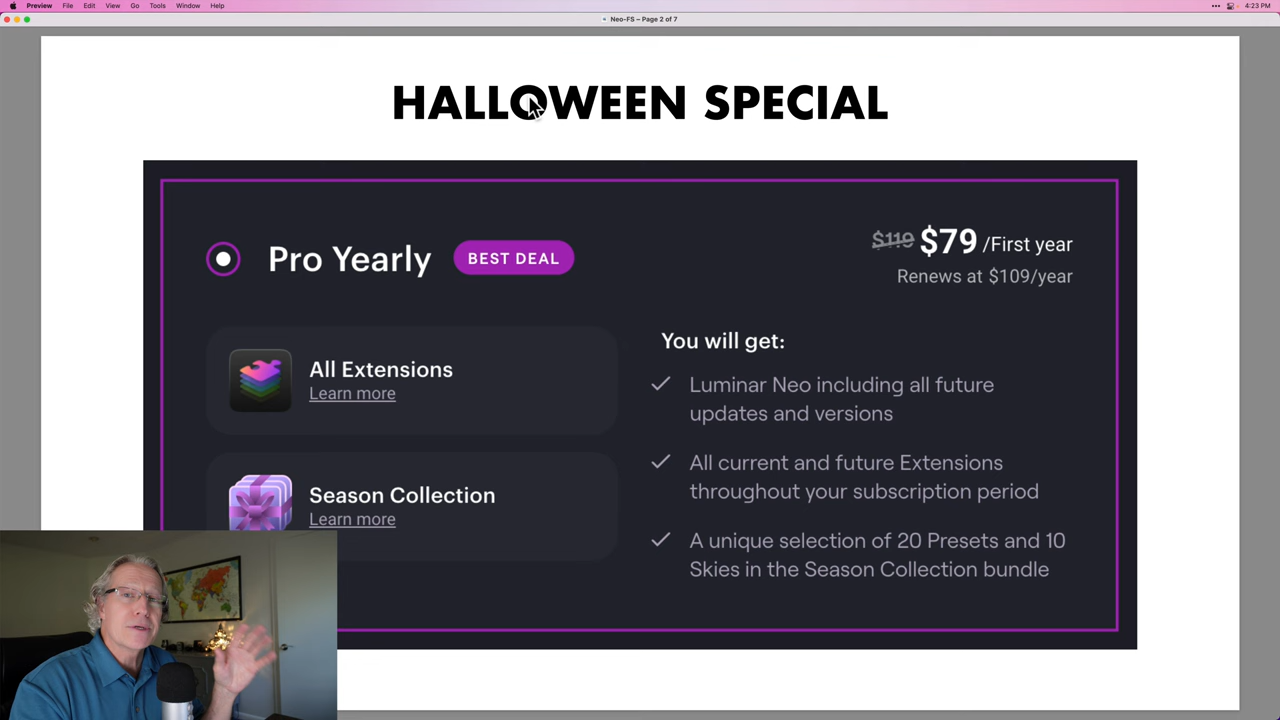 Preview File Edit View Go Tools Window Help
4:23 PM
Neo-FS – Page 2 of 7
HALLOWEEN SPECIAL
Pro Yearly
BEST DEAL
$119 $79 /First year
Renews at $109/year
All Extensions
Learn more
Season Collection
Learn more
You will get:
Luminar Neo including all future
updates and versions
All current and future Extensions
throughout your subscription period
A unique selection of 20 Presets and 10
Skies in the Season Collection bundle